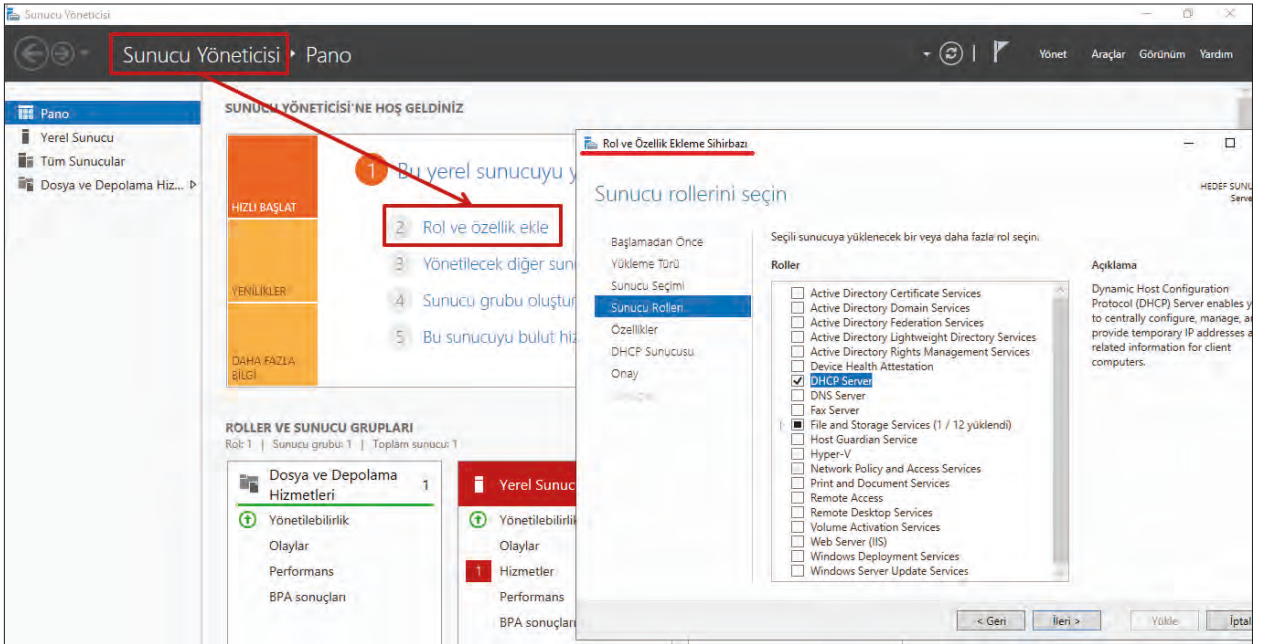 Sunucu Yöneticisi
Sunucu Yöneticisi • Pano
Yönet Araçlar Görünüm Yardım
Pano
Yerel Sunucu
Tüm Sunucular
Dosya ve Depolama Hiz...
SUNUCU YÖNETİCİSİ'NE HOŞ GELDİNİZ
HIZLI BAŞLAT
YENİLİKLER
DAHA FAZLA
BİLGİ
1 Bu yerel sunucuyu y
2 Rol ve özellik ekle
3 Yönetilecek diğer sun
4 Sunucu grubu oluştur
5 Bu sunucuyu bulut hiz
ROLLER VE SUNUCU GRUPLARI
Rol: 1 | Sunucu grubu: 1 | Toplam sunucu: 1
Dosya ve Depolama
Hizmetleri
1
Yönetilebilirlik
Olaylar
Performans
BPA sonuçları
Yerel Sunuc
Yönetilebilirlik
Olaylar
1 Hizmetler
Performans
BPA sonuçları
Rol ve Özellik Ekleme Sihirbazı
Sunucu rollerini seçin
HEDEF SUNU
Serve
Başlamadan Önce
Yükleme Türü
Sunucu Seçimi
Sunucu Rolleri
Özellikler
DHCP Sunucusu
Onay
Seçili sunucuya yüklenecek bir veya daha fazla rol seçin.
Roller
Active Directory Certificate Services
Active Directory Domain Services
Active Directory Federation Services
Active Directory Lightweight Directory Services
Active Directory Rights Management Services
Device Health Attestation
DHCP Server
DNS Server
Fax Server
File and Storage Services (1 / 12 yüklendi)
Host Guardian Service
Hyper-V
Network Policy and Access Services
Print and Document Services
Remote Access
Remote Desktop Services
Volume Activation Services
Web Server (IIS)
Windows Deployment Services
Windows Server Update Services
Açıklama
Dynamic Host Configuration
Protocol (DHCP) Server enables y
to centrally configure, manage, a
provide temporary IP addresses a
related information for client
computers.
< Geri İleri > Yükle İptal